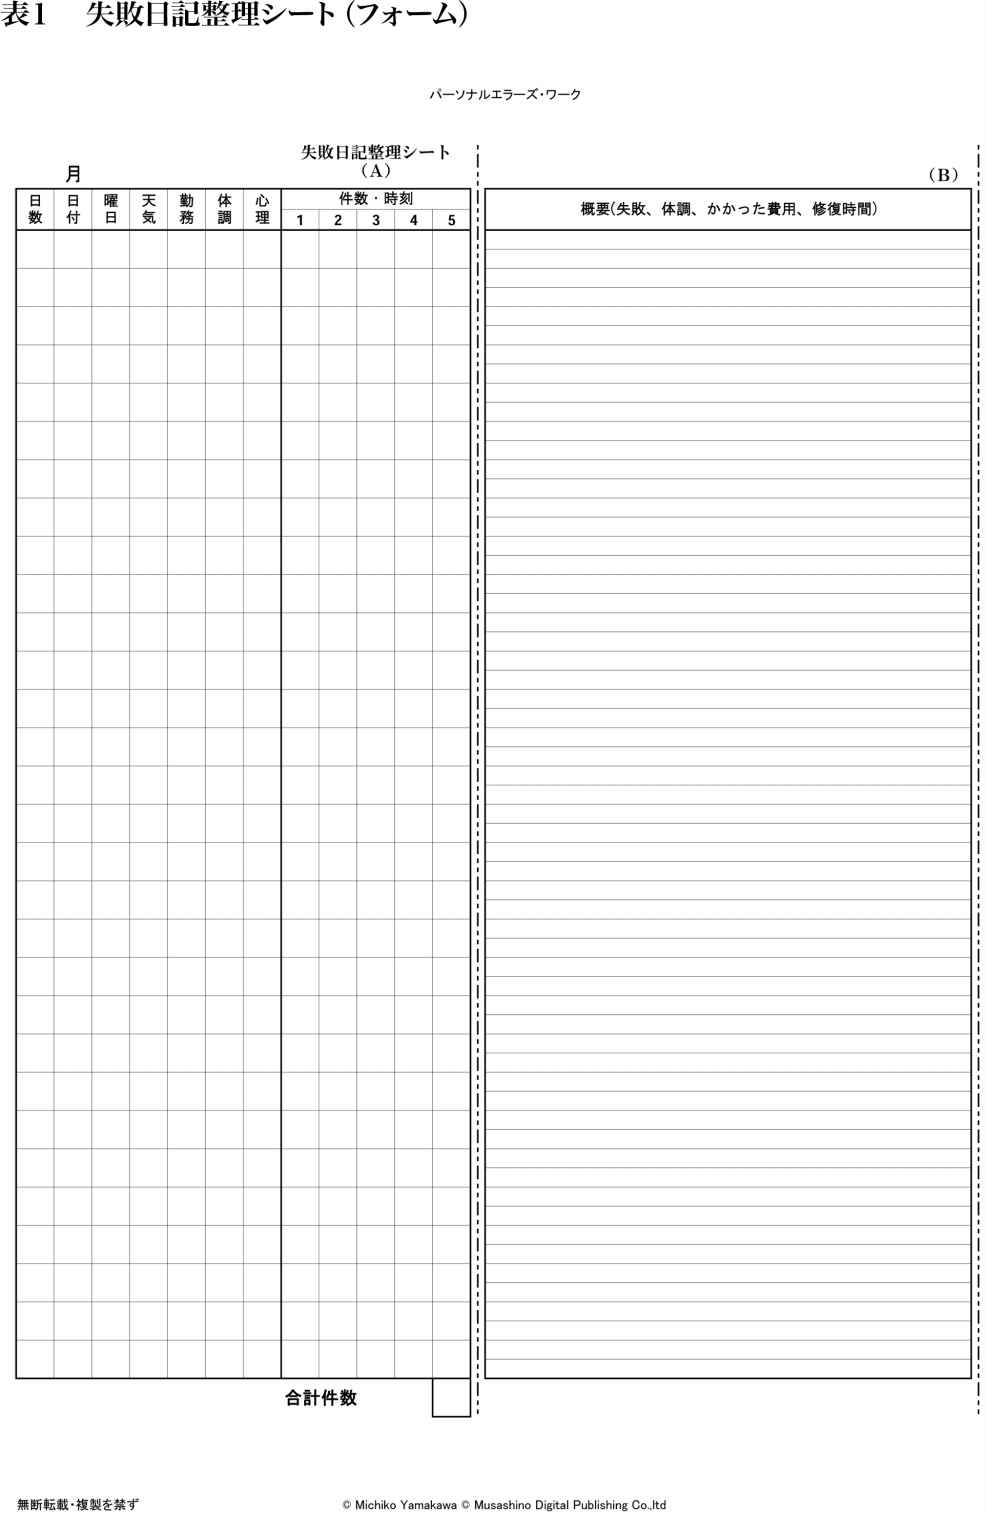 表1　失敗日記整理シート（フォーム）
パーソナルエラーズ・ワーク
失敗日記整理シート
（A）
月
（B）
日数 日付 曜日 天気 勤務 体調 心理 件数・時刻
1 2 3 4 5
概要（失敗、体調、かかった費用、修復時間）
合計件数
無断転載・複製を禁ず
© Michiko Yamakawa © Musashino Digital Publishing Co.,ltd